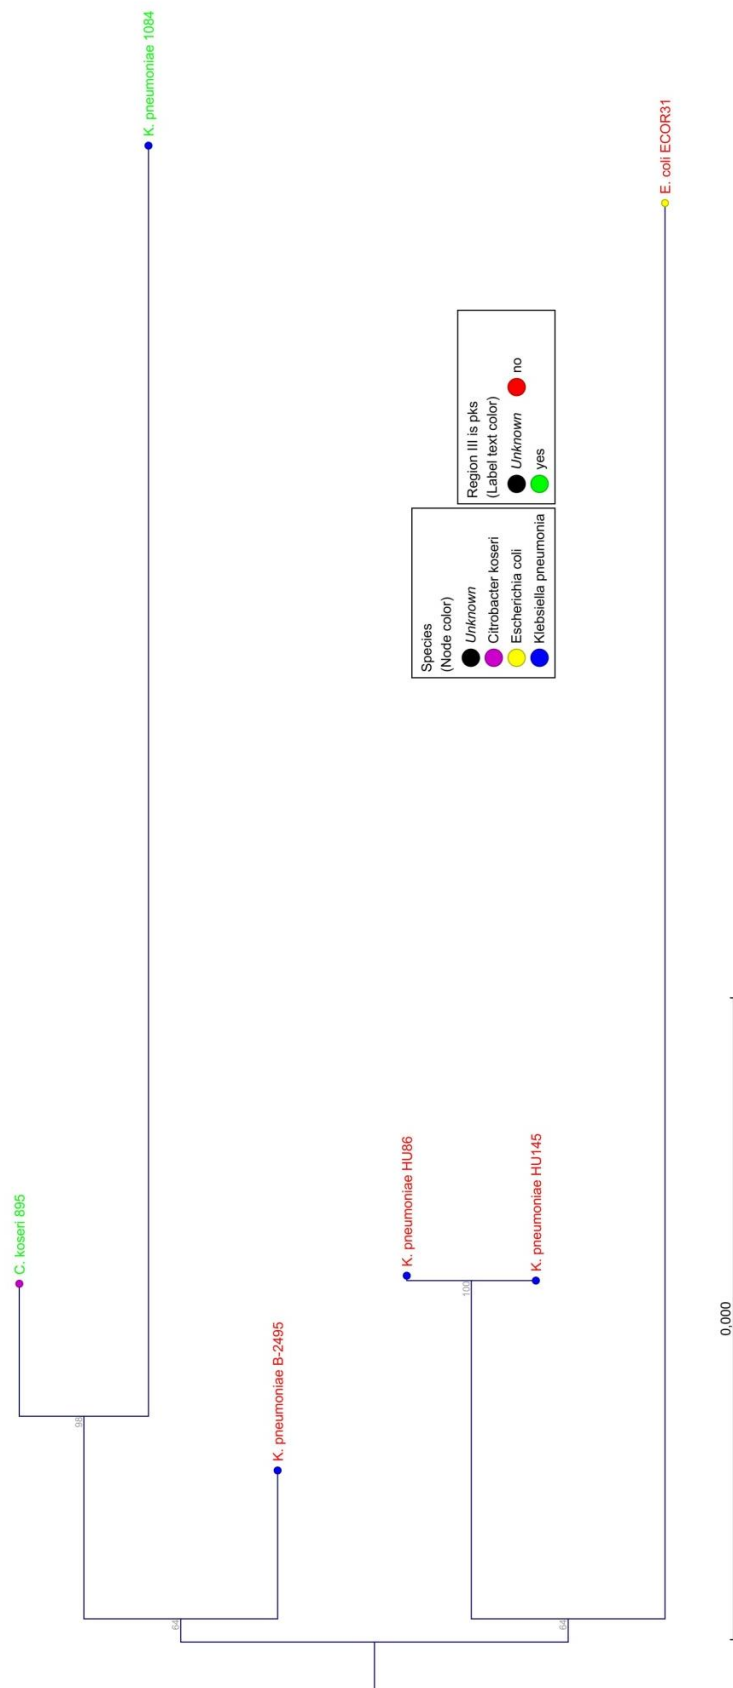 C. koseri 895
98
K. pneumoniae 1084
64
K. pneumoniae B-2495
K. pneumoniae HU86
100
K. pneumoniae HU145
64
E. coli ECOR31
Species
(Node color)
Unknown
Citrobacter koseri
Escherichia coli
Klebsiella pneumonia
Region III is pks
(Label text color)
Unknown
no
yes
0,000